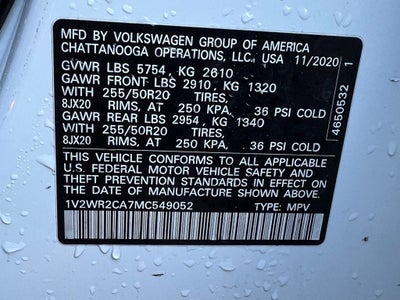 MFD BY VOLKSWAGEN GROUP OF AMERICA
CHATTANOOGA OPERATIONS, LLC., USA 11/2020
GVWR LBS 5754, KG 2610
GAWR FRONT LBS 2910, KG 1320
WITH 255/50R20 TIRES,
8JX20 RIMS, AT 250 KPA, 36 PSI COLD
GAWR REAR LBS 2954, KG 1340
WITH 255/50R20 TIRES,
8JX20 RIMS, AT 250 KPA, 36 PSI COLD
THIS VEHICLE CONFORMS TO ALL APPLICABLE
U.S. FEDERAL MOTOR VEHICLE SAFETY AND
THEFT PREVENTION STANDARDS IN EFFECT ON
THE DATE OF MANUFACTURE SHOWN ABOVE.
1V2WR2CA7MC549052 TYPE: MPV
4650532 1